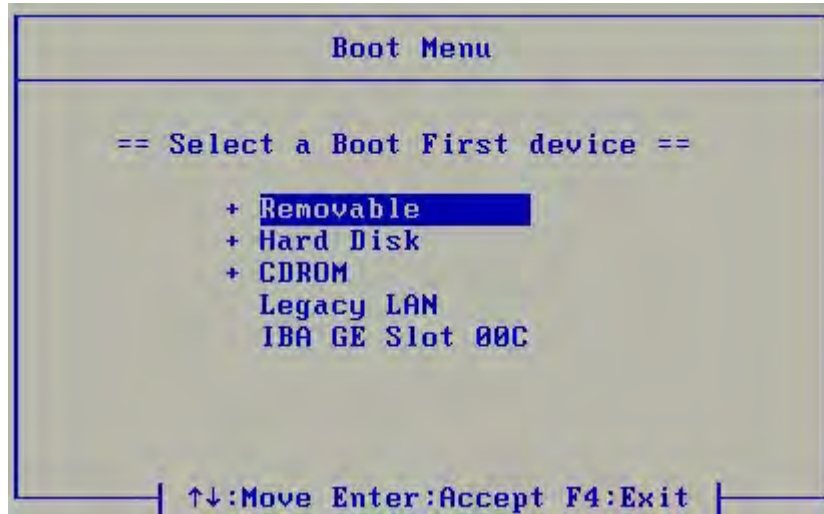 Boot Menu
== Select a Boot First device ==
+ Removable
+ Hard Disk
+ CDROM
Legacy LAN
IBA GE Slot 00C
↑↓:Move Enter:Accept F4:Exit